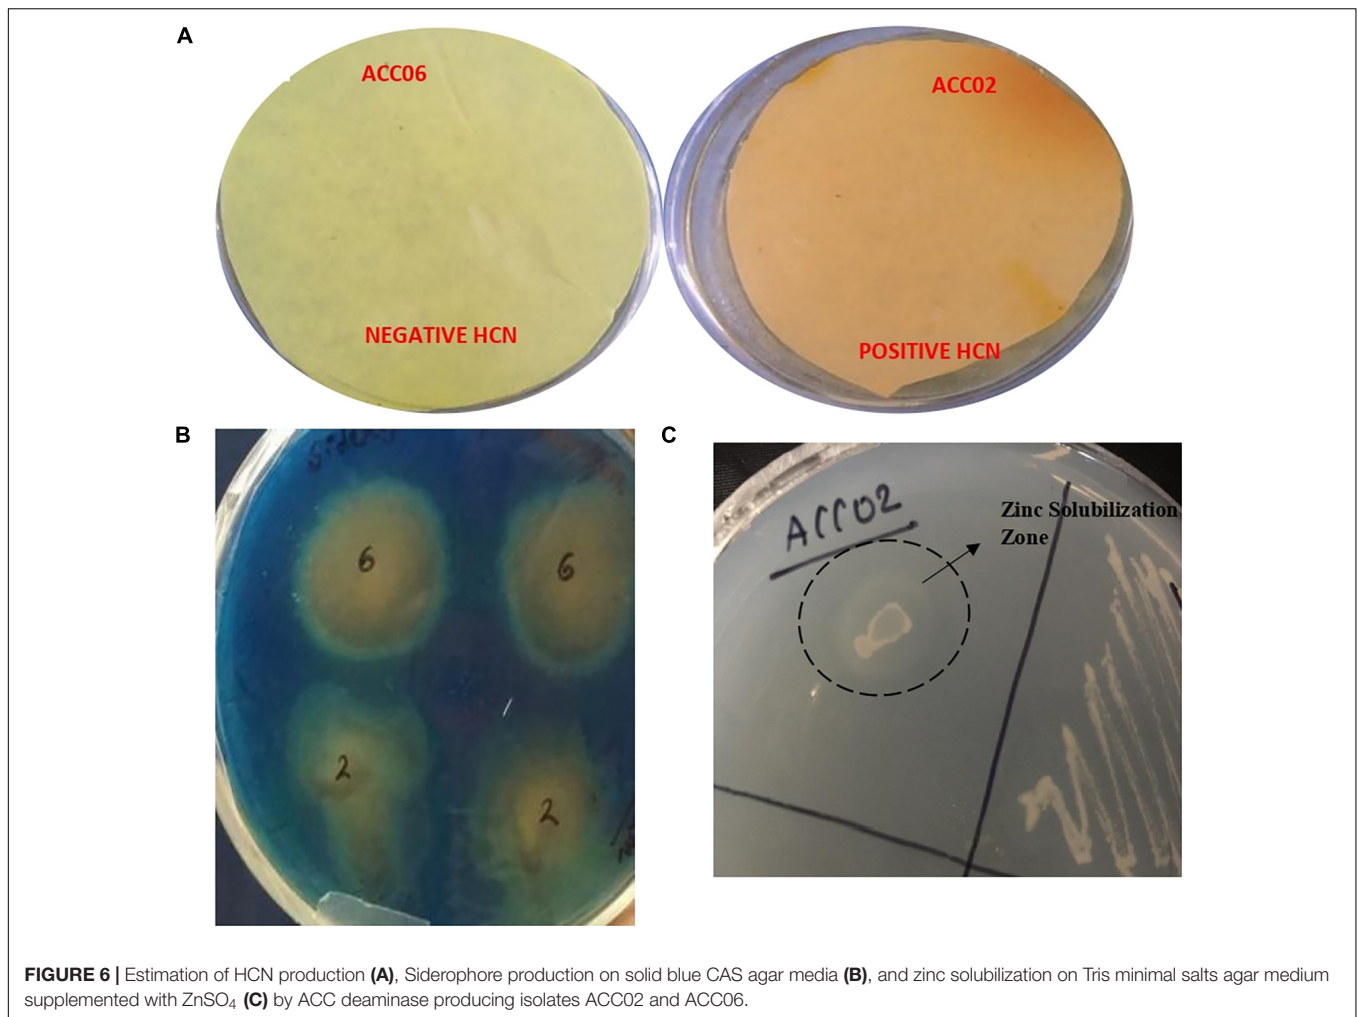 A
ACC06
NEGATIVE HCN
ACC02
POSITIVE HCN
B
6
6
2
2
C
ACC02
Zinc Solubilization
Zone
FIGURE 6 | Estimation of HCN production (A), Siderophore production on solid blue CAS agar media (B), and zinc solubilization on Tris minimal salts agar medium
supplemented with ZnSO₄ (C) by ACC deaminase producing isolates ACC02 and ACC06.